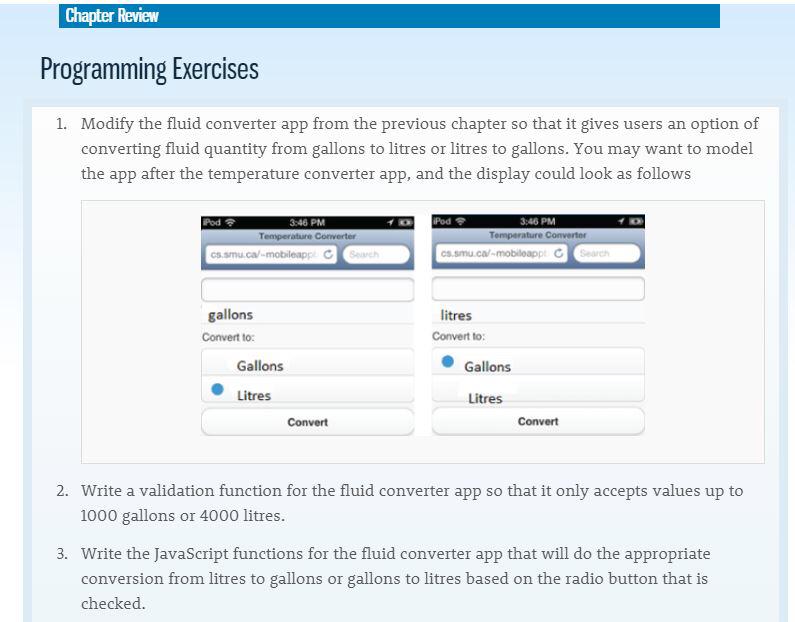 Chapter Review
Programming Exercises
1. Modify the fluid converter app from the previous chapter so that it gives users an option of
converting fluid quantity from gallons to litres or litres to gallons. You may want to model
the app after the temperature converter app, and the display could look as follows
iPod 3:46 PM
Temperature Converter
cs.smu.ca/~mobileappl Search
gallons
Convert to:
Gallons
Litres
Convert
iPod 3:46 PM
Temperature Converter
cs.smu.ca/~mobileappl Search
litres
Convert to:
Gallons
Litres
Convert
2. Write a validation function for the fluid converter app so that it only accepts values up to
1000 gallons or 4000 litres.
3. Write the JavaScript functions for the fluid converter app that will do the appropriate
conversion from litres to gallons or gallons to litres based on the radio button that is
checked.